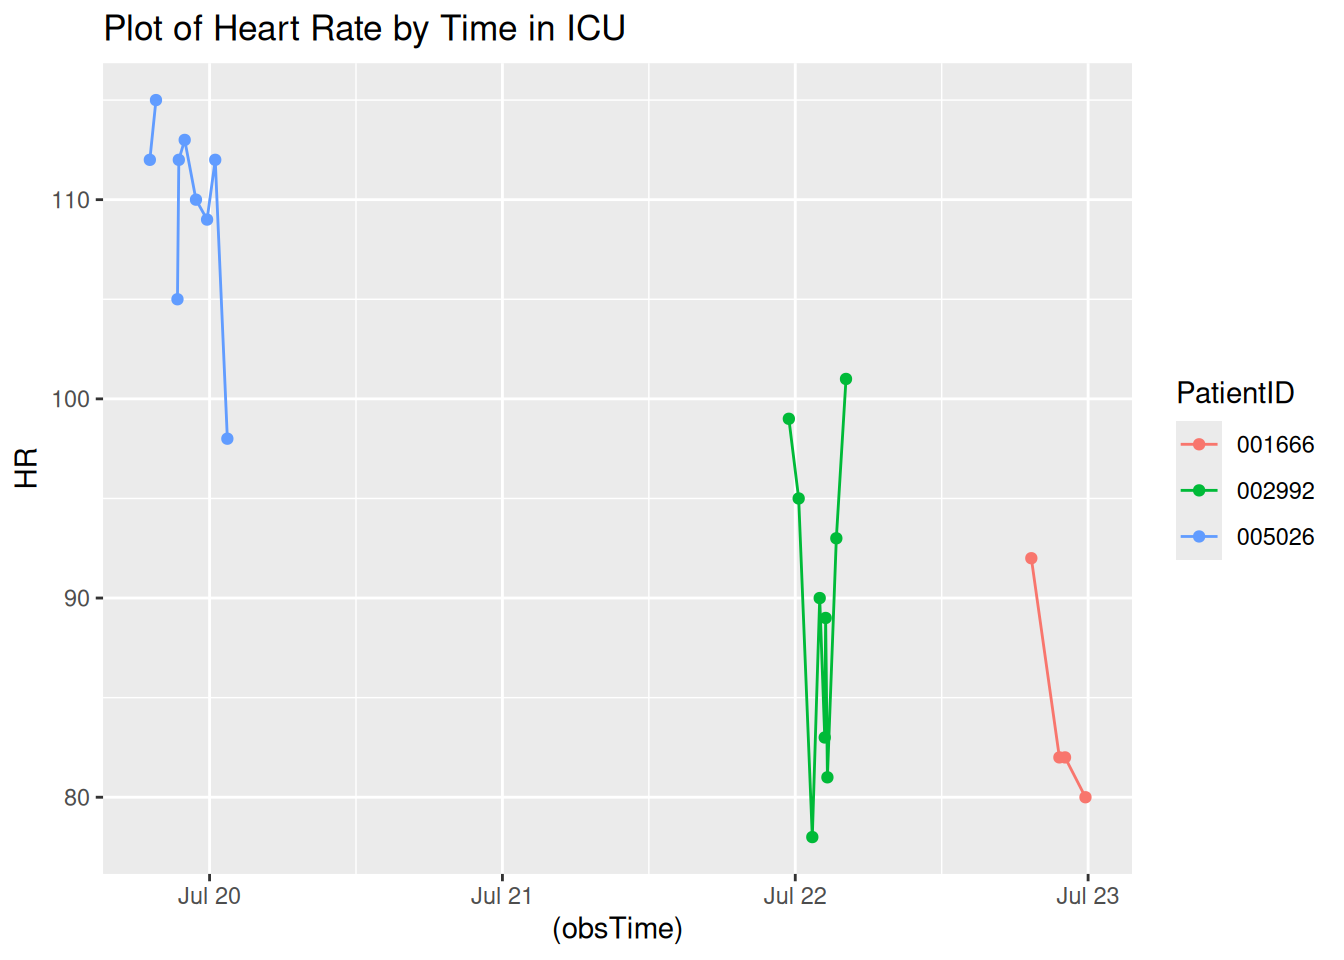 Plot of Heart Rate by Time in ICU
110
100
90
80
HR
Jul 20
Jul 21
Jul 22
Jul 23
(obsTime)
PatientID
001666
002992
005026